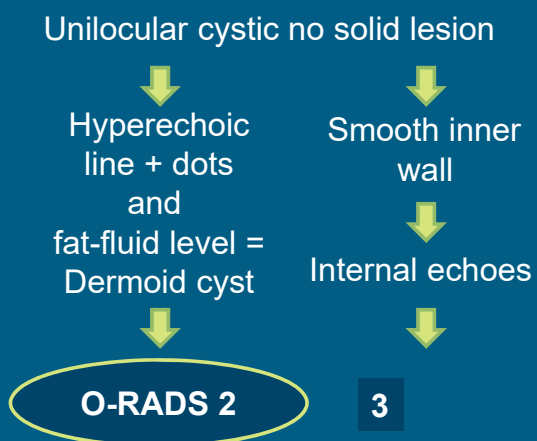 Unilocular cystic no solid lesion
Hyperechoic
line + dots
and
fat-fluid level =
Dermoid cyst
O-RADS 2
Smooth inner
wall
Internal echoes
3